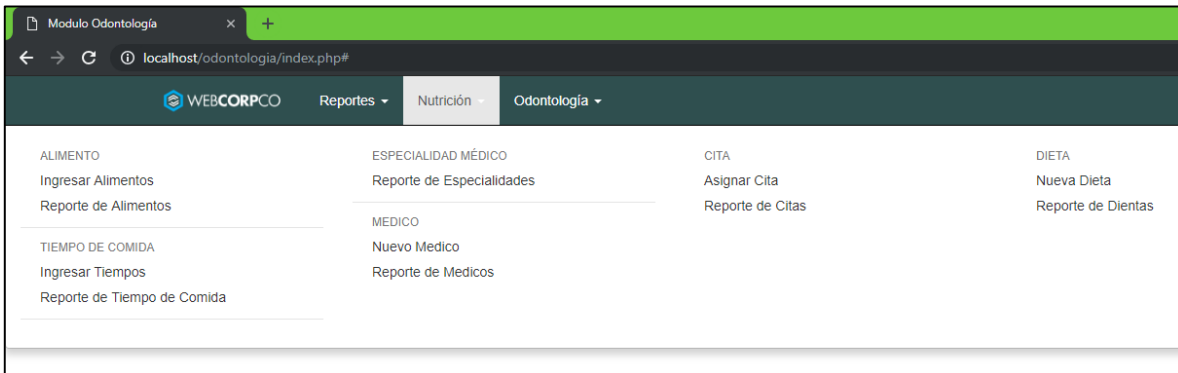 Modulo Odontología
localhost/odontologia/index.php#
WEBCORPCO Reportes Nutrición Odontología
ALIMENTO
Ingresar Alimentos
Reporte de Alimentos
TIEMPO DE COMIDA
Ingresar Tiempos
Reporte de Tiempo de Comida
ESPECIALIDAD MÉDICO
Reporte de Especialidades
MEDICO
Nuevo Medico
Reporte de Medicos
CITA
Asignar Cita
Reporte de Citas
DIETA
Nueva Dieta
Reporte de Dientas